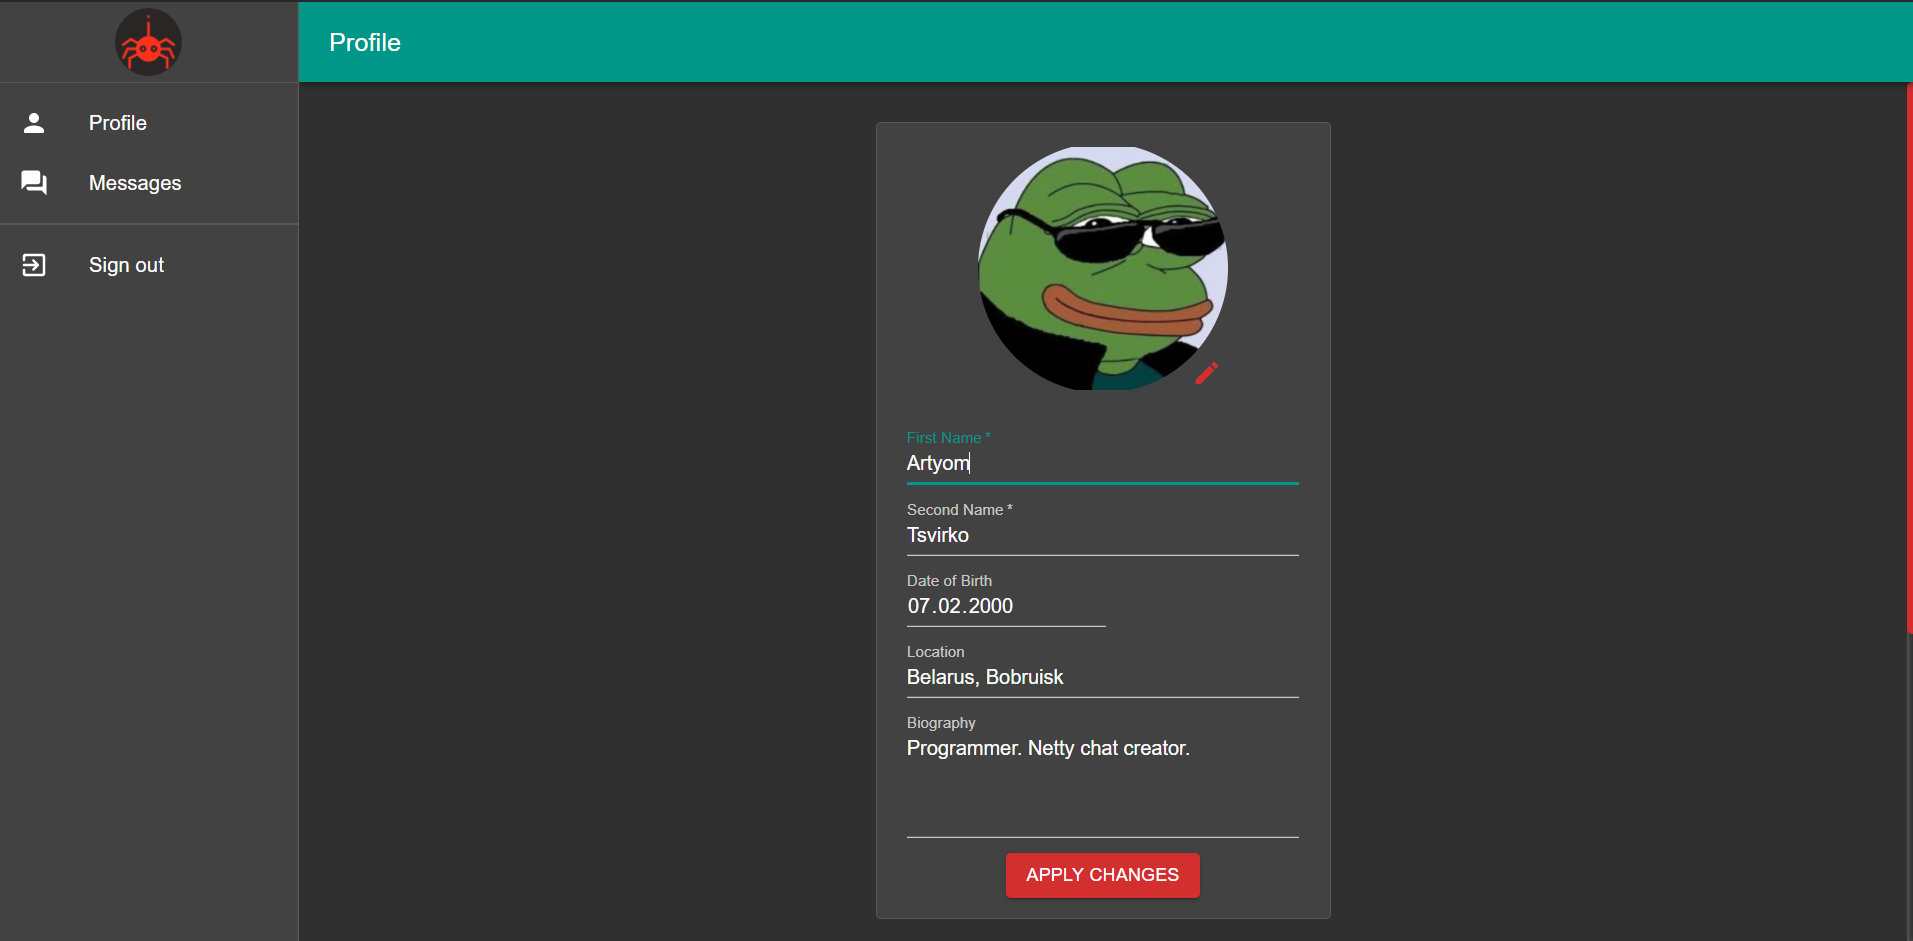 Profile
Profile
Messages
Sign out
First Name *
Artyom
Second Name *
Tsvirko
Date of Birth
07.02.2000
Location
Belarus, Bobruisk
Biography
Programmer. Netty chat creator.
APPLY CHANGES